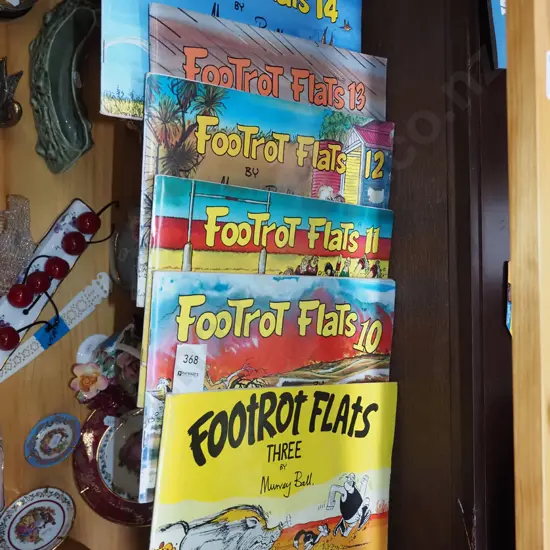 Flats 14
BY
FOOTROT FLATS 13
FOOTROT FLATS 12
BY
FOOTROT FLATS 11
FOOTROT FLATS 10
368
FOOTROT FLATS
THREE
BY
Murray Ball.